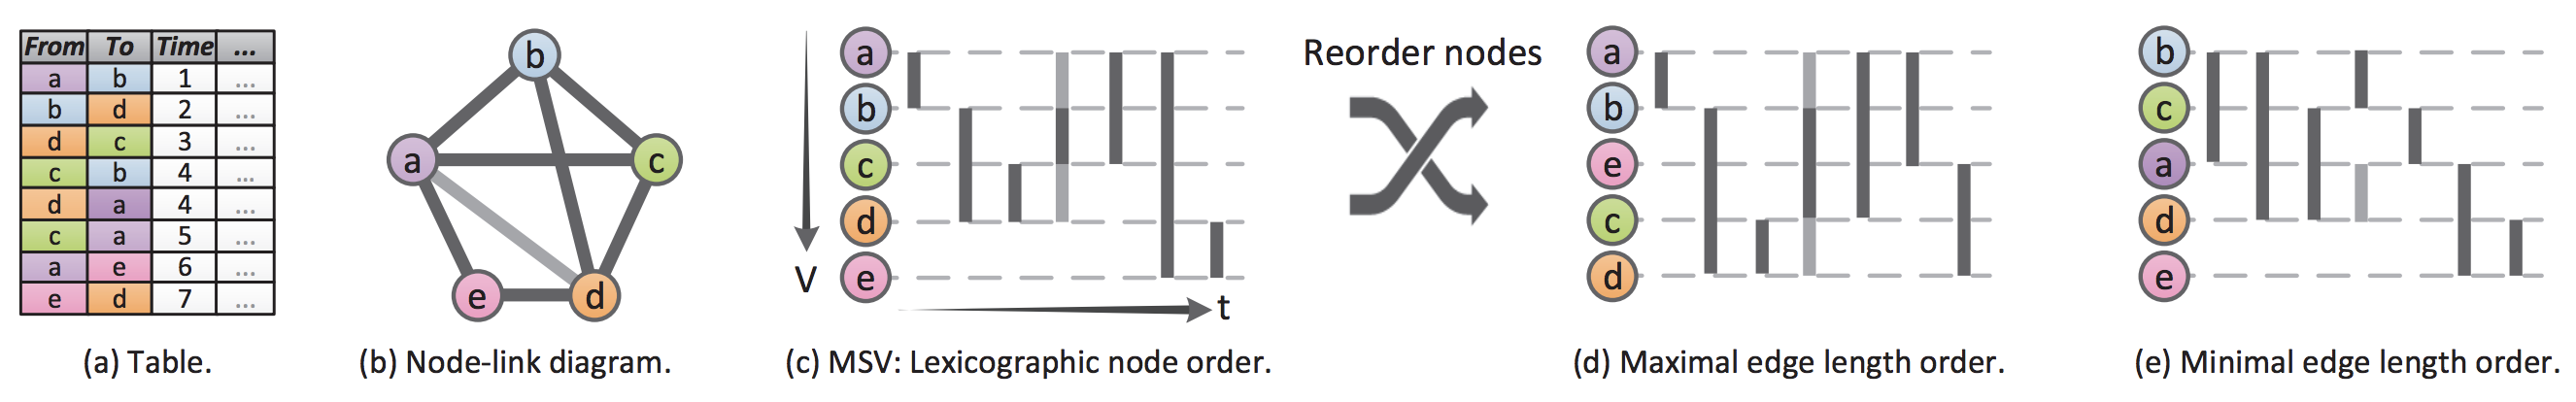 From To Time ...
a b 1 ...
b d 2 ...
d c 3 ...
c b 4 ...
d a 4 ...
c a 5 ...
a e 6 ...
e d 7 ...
(a) Table.
b
a
c
e
d
(b) Node-link diagram.
V
a
b
c
d
e
t
(c) MSV: Lexicographic node order.
Reorder nodes
a
b
e
c
d
(d) Maximal edge length order.
b
c
a
d
e
(e) Minimal edge length order.